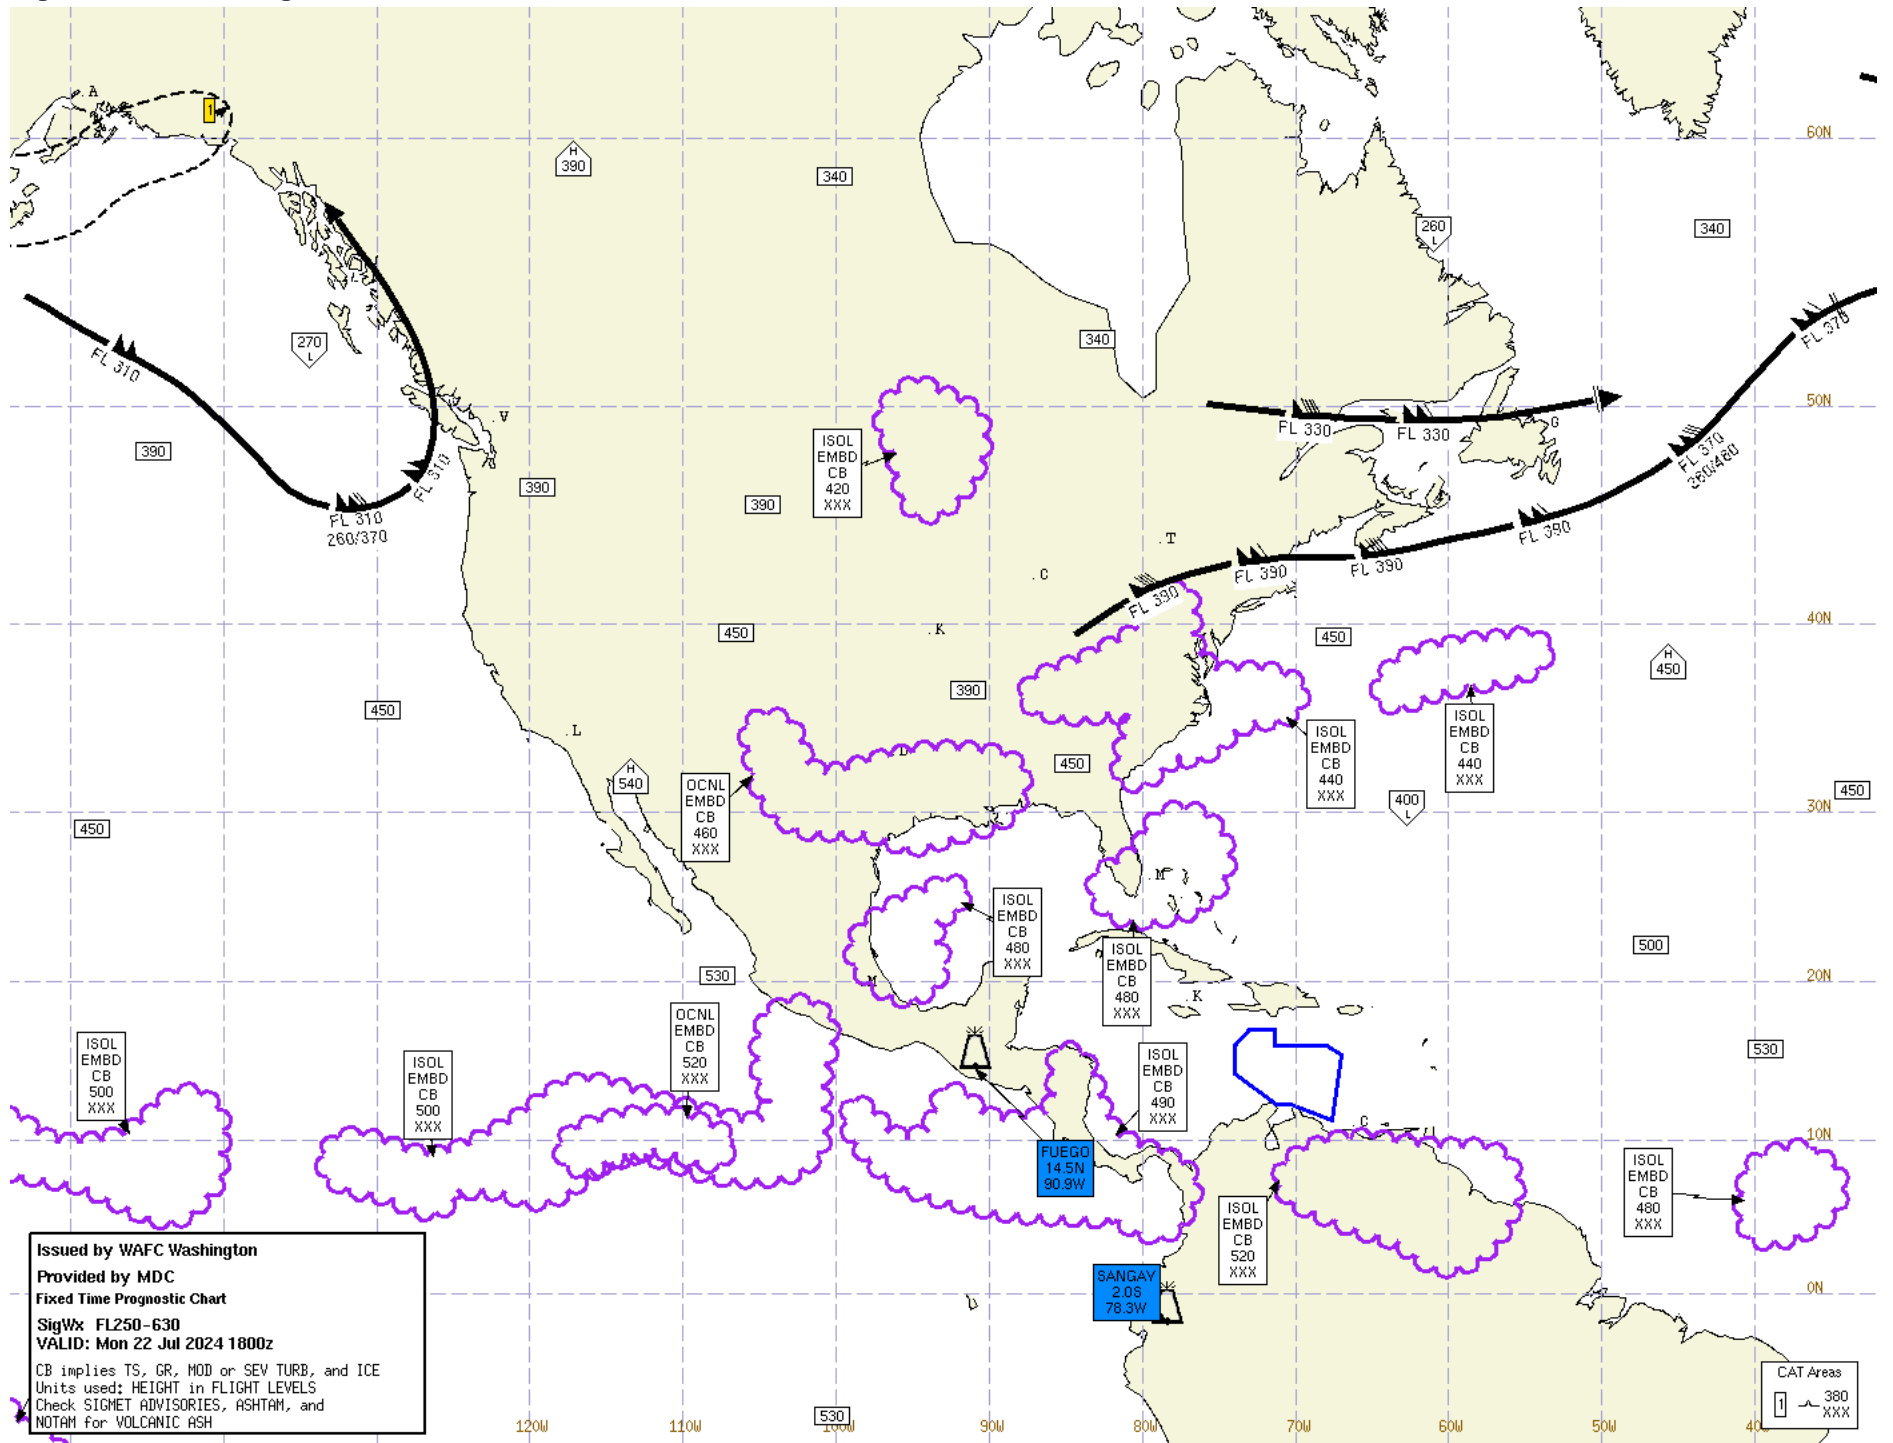 A
1
H
390
340
60N
260
L
340
270
L
340
FL 310
FL 370
50N
V
390
ISOL
EMBD
CB
420
XXX
FL 330
FL 330
G
FL 370
260/480
FL 310
390
390
FL 310
260/370
FL 390
T
FL 390
FL 390
C
FL 390
40N
450
K
450
H
450
390
450
L
ISOL
EMBD
CB
440
XXX
ISOL
EMBD
CB
440
XXX
D
450
H
540
OCNL
EMBD
CB
460
XXX
400
L
450
30N
450
M
ISOL
EMBD
CB
480
XXX
ISOL
EMBD
CB
480
XXX
500
530
M
20N
K
OCNL
EMBD
CB
520
XXX
ISOL
EMBD
CB
500
XXX
ISOL
EMBD
CB
500
XXX
ISOL
EMBD
CB
490
XXX
530
C
10N
FUEGO
14.5N
90.9W
ISOL
EMBD
CB
480
XXX
ISOL
EMBD
CB
520
XXX
SANGAY
2.0S
78.3W
0N
Issued by WAFC Washington
Provided by MDC
Fixed Time Prognostic Chart
SigWx FL250-630
VALID: Mon 22 Jul 2024 1800z
CB implies TS, GR, MOD or SEV TURB, and ICE
Units used: HEIGHT in FLIGHT LEVELS
Check SIGMET ADVISORIES, ASHTAM, and
NOTAM for VOLCANIC ASH
CAT Areas
1 380
XXX
530
120W 110W 100W 90W 80W 70W 60W 50W 40W